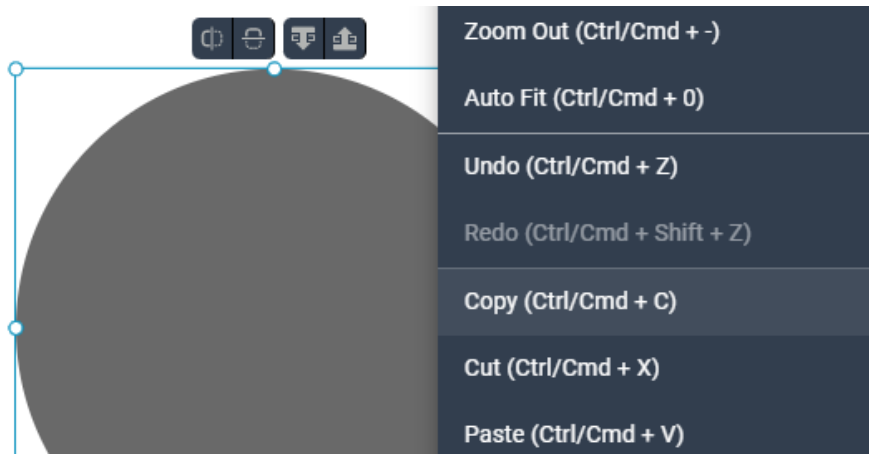 Zoom Out (Ctrl/Cmd + -)
Auto Fit (Ctrl/Cmd + 0)
Undo (Ctrl/Cmd + Z)
Redo (Ctrl/Cmd + Shift + Z)
Copy (Ctrl/Cmd + C)
Cut (Ctrl/Cmd + X)
Paste (Ctrl/Cmd + V)